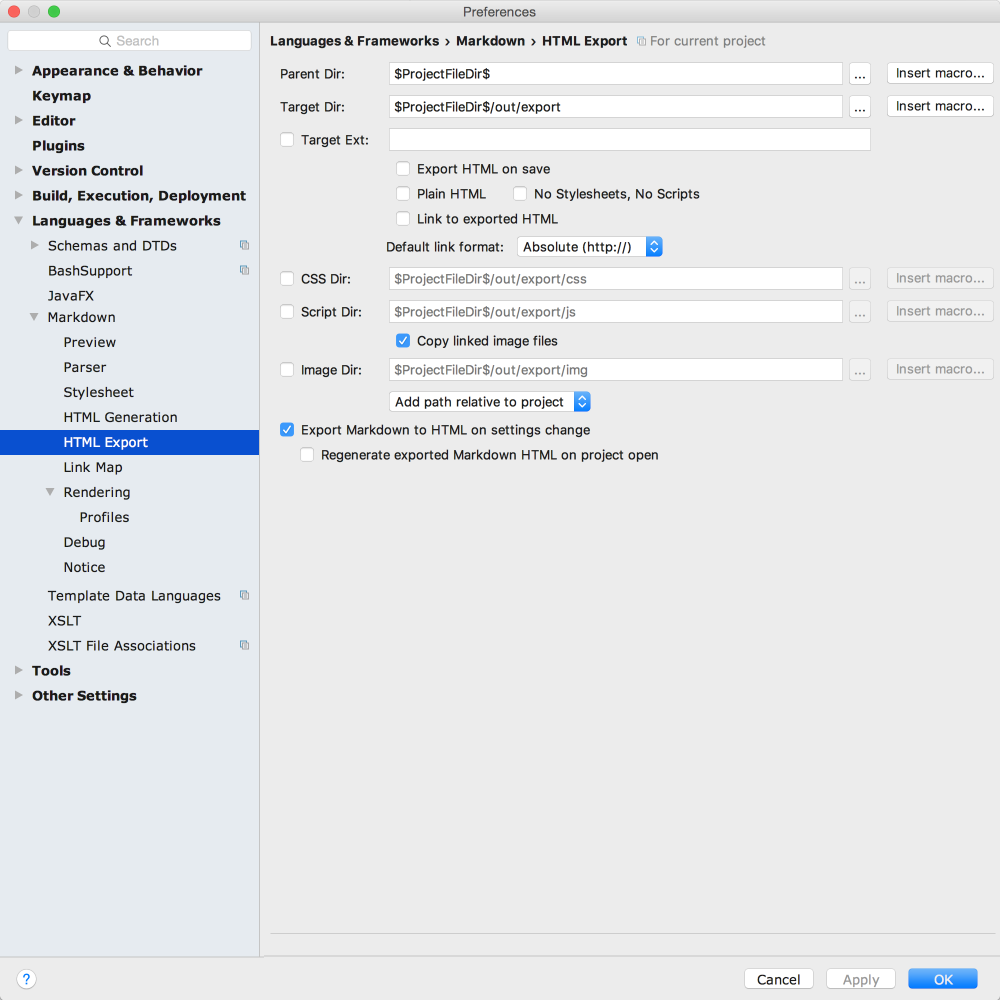 Preferences
Search
Appearance & Behavior
Keymap
Editor
Plugins
Version Control
Build, Execution, Deployment
Languages & Frameworks
Schemas and DTDs
BashSupport
JavaFX
Markdown
Preview
Parser
Stylesheet
HTML Generation
HTML Export
Link Map
Rendering
Profiles
Debug
Notice
Template Data Languages
XSLT
XSLT File Associations
Tools
Other Settings
Languages & Frameworks › Markdown › HTML Export For current project
Parent Dir: $ProjectFileDir$ ... Insert macro...
Target Dir: $ProjectFileDir$/out/export ... Insert macro...
Target Ext:
Export HTML on save
Plain HTML No Stylesheets, No Scripts
Link to exported HTML
Default link format: Absolute (http://)
CSS Dir: $ProjectFileDir$/out/export/css ... Insert macro...
Script Dir: $ProjectFileDir$/out/export/js ... Insert macro...
Copy linked image files
Image Dir: $ProjectFileDir$/out/export/img ... Insert macro...
Add path relative to project
Export Markdown to HTML on settings change
Regenerate exported Markdown HTML on project open
? Cancel Apply OK